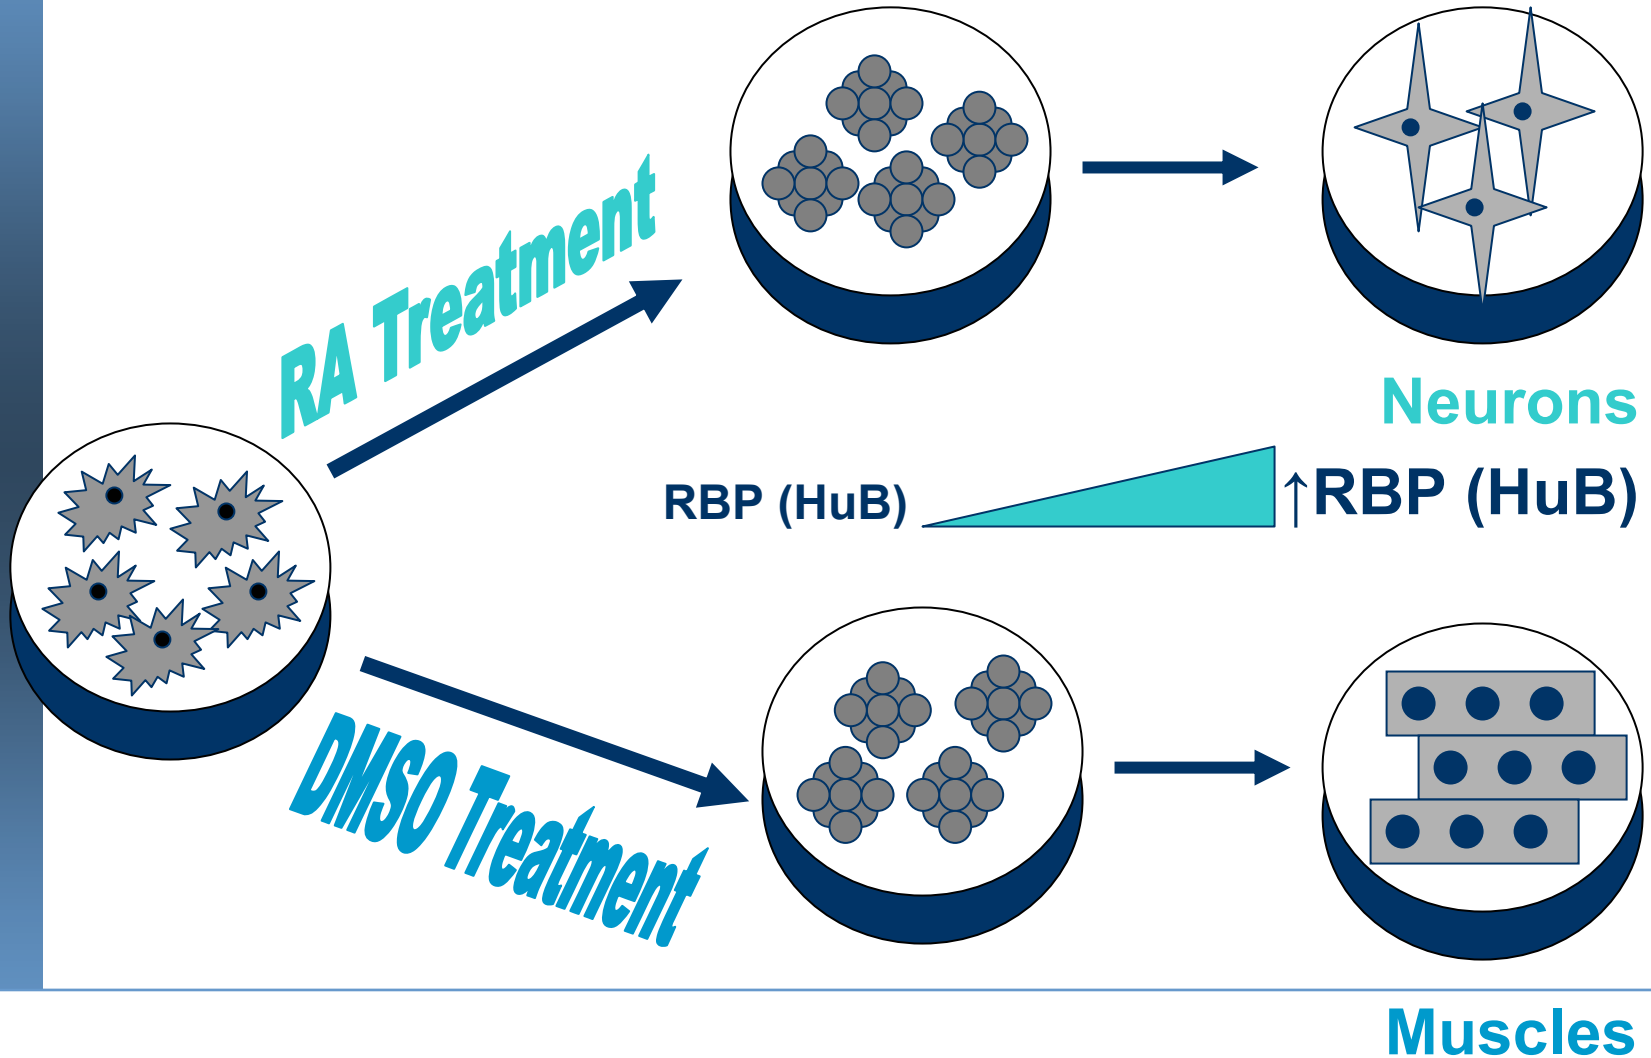 RA Treatment
Neurons
RBP (HuB)
↑RBP (HuB)
DMSO Treatment
Muscles